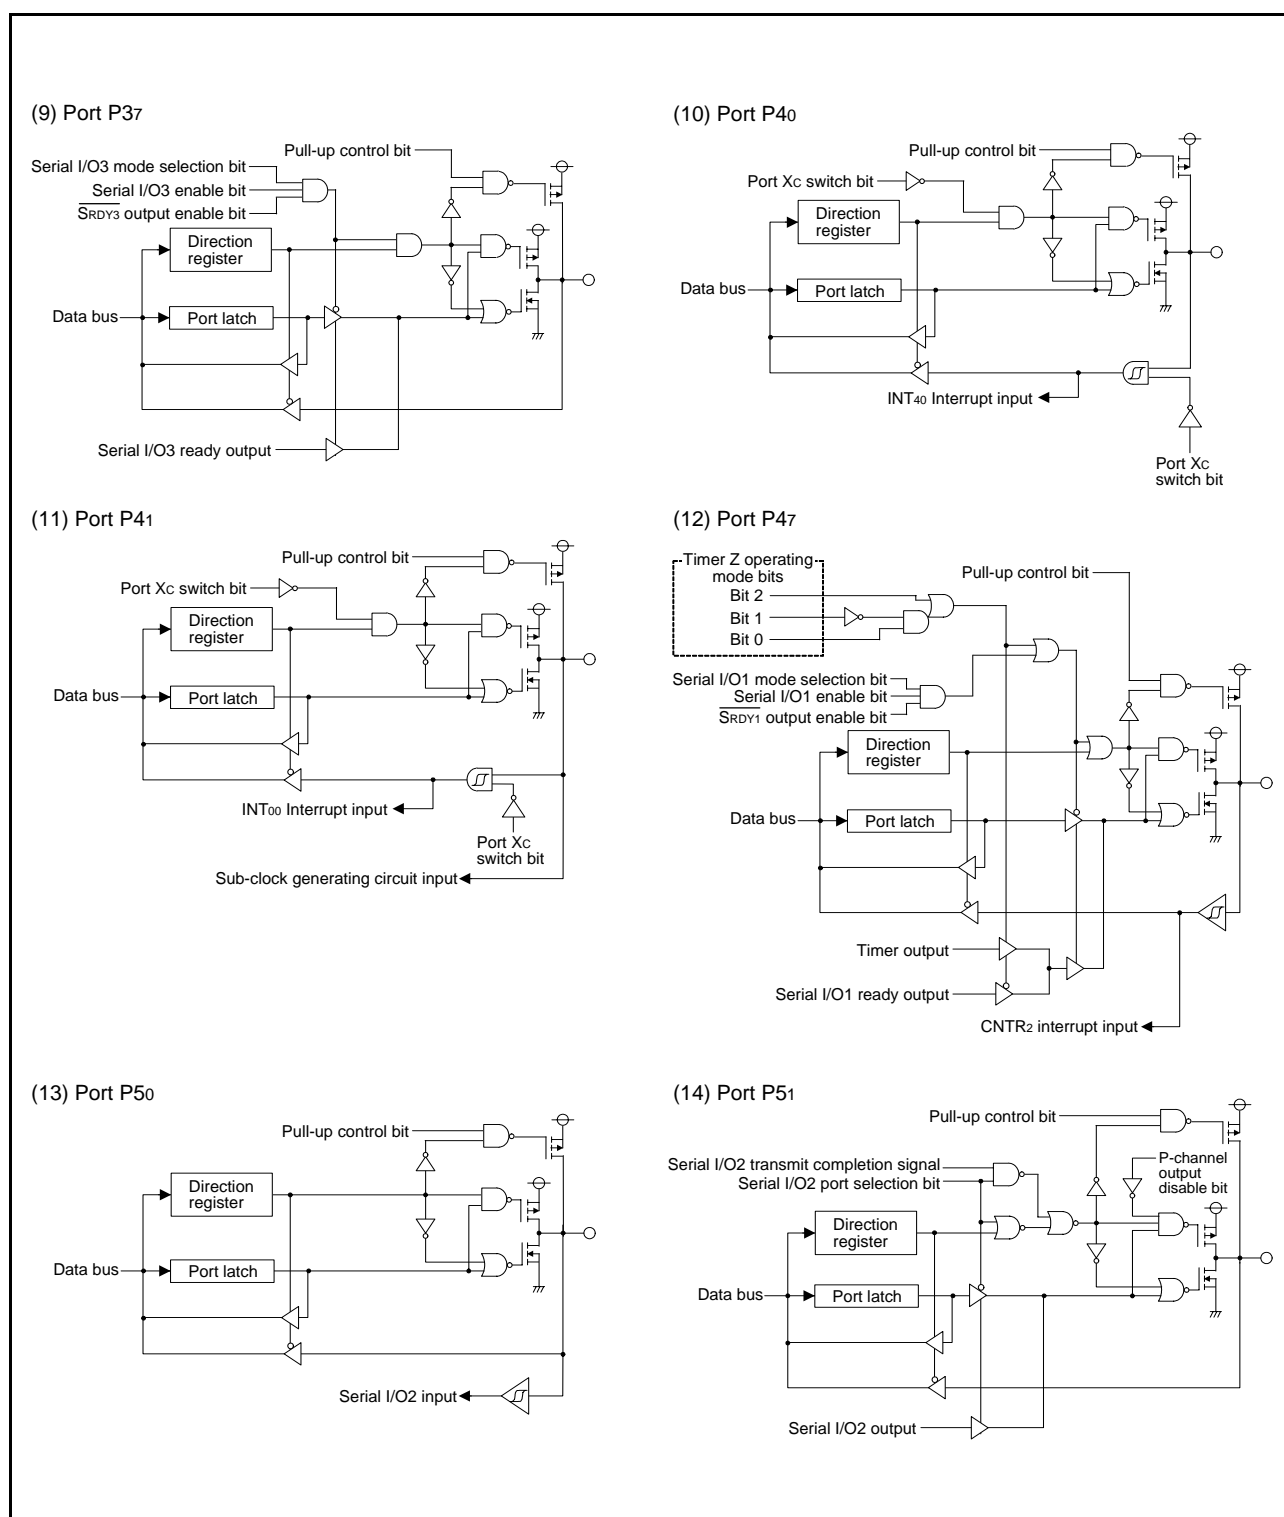 (9) Port P37
Pull-up control bit
Serial I/O3 mode selection bit
Serial I/O3 enable bit
SRDY3 output enable bit
Direction
register
Data bus
Port latch
Serial I/O3 ready output
(10) Port P40
Pull-up control bit
Port XC switch bit
Direction
register
Data bus
Port latch
INT40 Interrupt input
Port XC
switch bit
(11) Port P41
Pull-up control bit
Port XC switch bit
Direction
register
Data bus
Port latch
INT00 Interrupt input
Port XC
switch bit
Sub-clock generating circuit input
(12) Port P47
Timer Z operating
mode bits
Bit 2
Bit 1
Bit 0
Pull-up control bit
Serial I/O1 mode selection bit
Serial I/O1 enable bit
SRDY1 output enable bit
Direction
register
Data bus
Port latch
Timer output
Serial I/O1 ready output
CNTR2 interrupt input
(13) Port P50
Pull-up control bit
Direction
register
Data bus
Port latch
Serial I/O2 input
(14) Port P51
Pull-up control bit
Serial I/O2 transmit completion signal
Serial I/O2 port selection bit
P-channel
output
disable bit
Direction
register
Data bus
Port latch
Serial I/O2 output